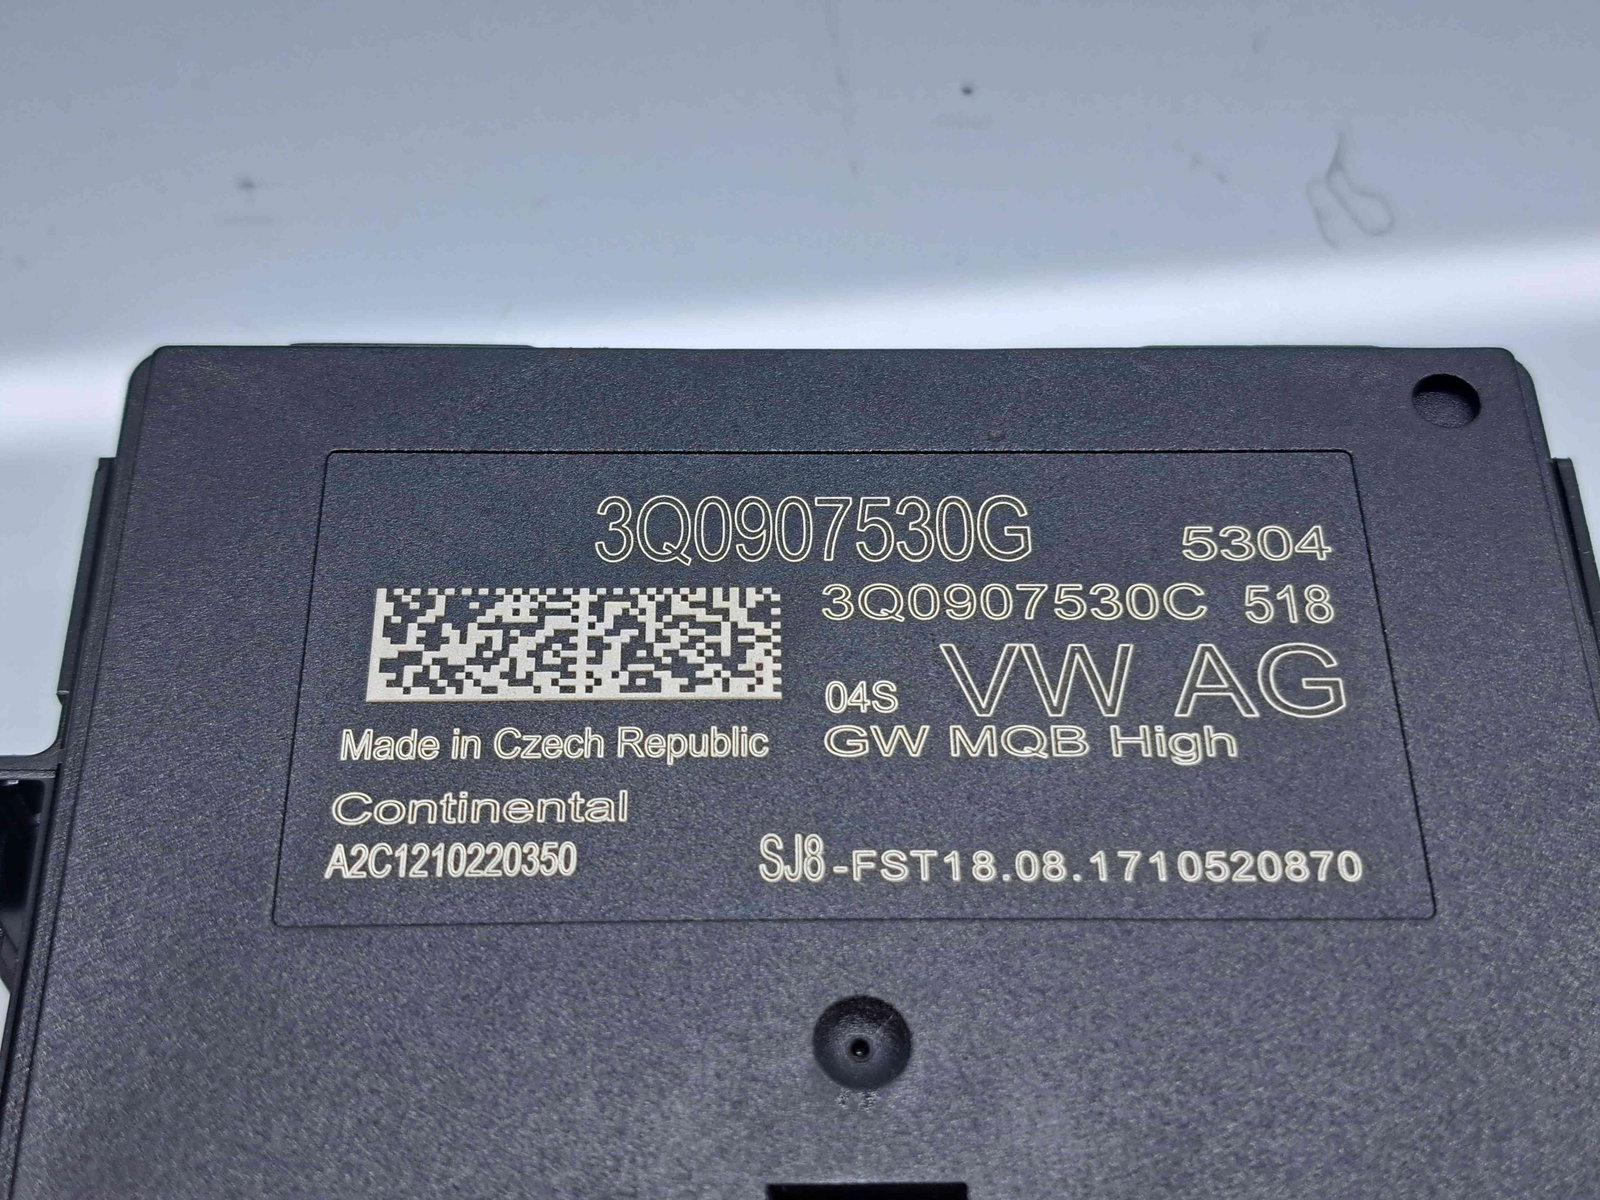 3Q0907530G 5304
3Q0907530C 518
04S VW AG
Made in Czech Republic GW MQB High
Continental
A2C1210220350 SJ8-FST18.08.1710520870